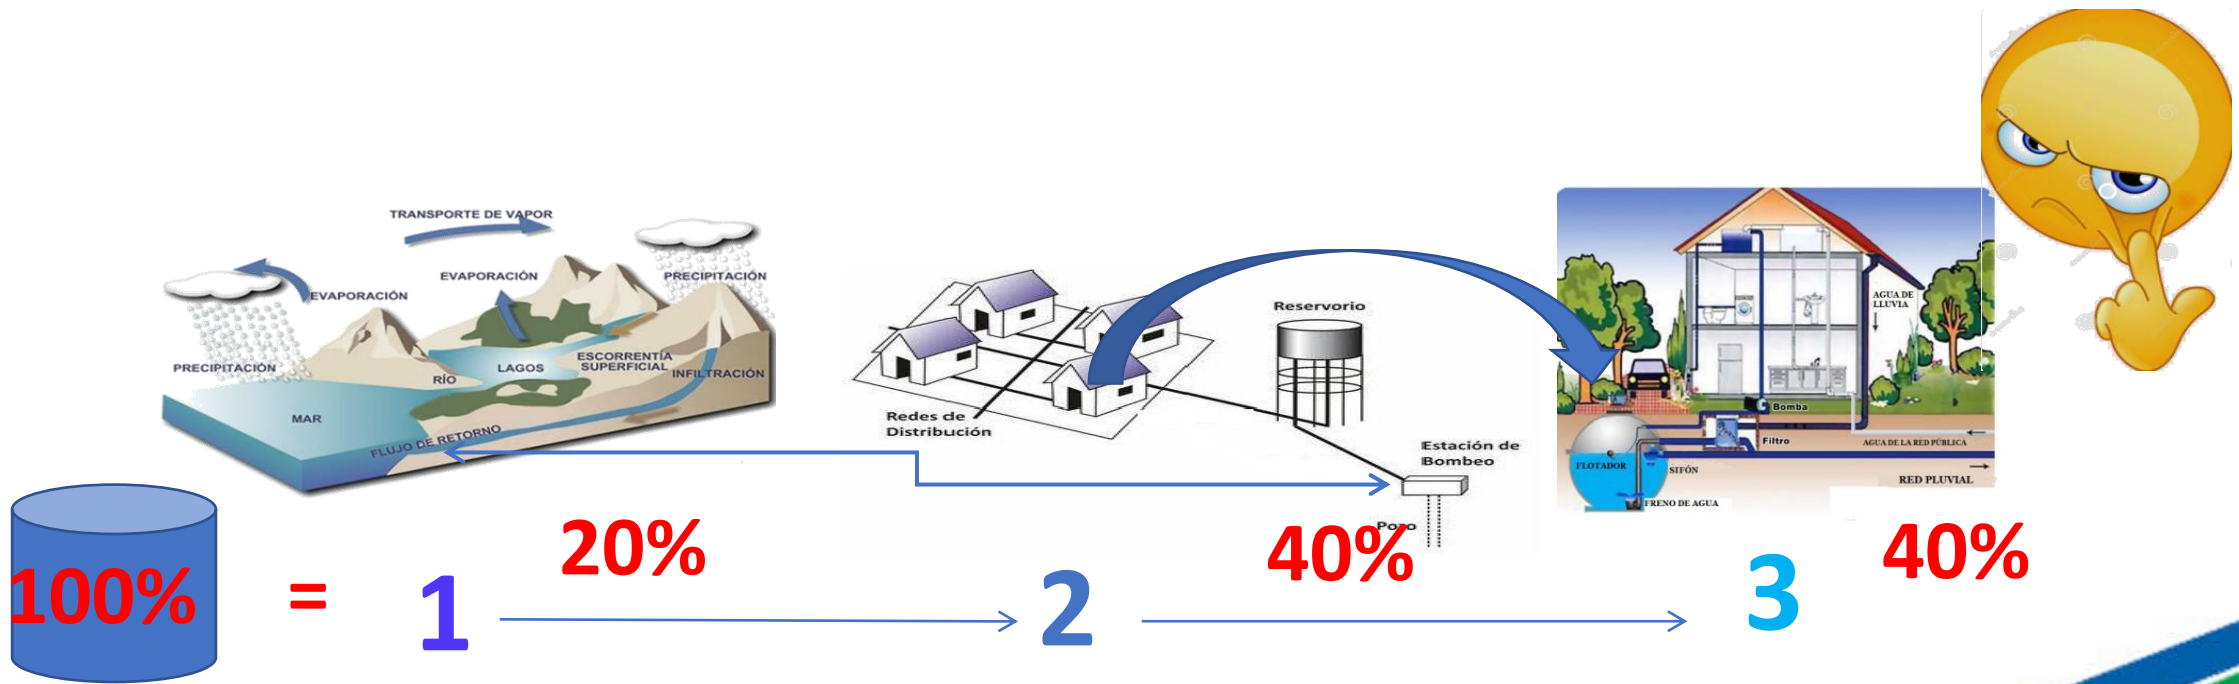 TRANSPORTE DE VAPOR
EVAPORACIÓN
PRECIPITACIÓN
EVAPORACIÓN
PRECIPITACIÓN
RÍO
LAGOS
ESCORRENTÍA
SUPERFICIAL
INFILTRACIÓN
MAR
FLUJO DE RETORNO
Reservorio
Redes de
Distribución
Estación de
Bombeo
Pozo
AGUA DE
LLUVIA
Bomba
Filtro
AGUA DE LA RED PÚBLICA
FLOTADOR
SIFÓN
RED PLUVIAL
FRENO DE AGUA
100%
=
1
20%
2
40%
3
40%